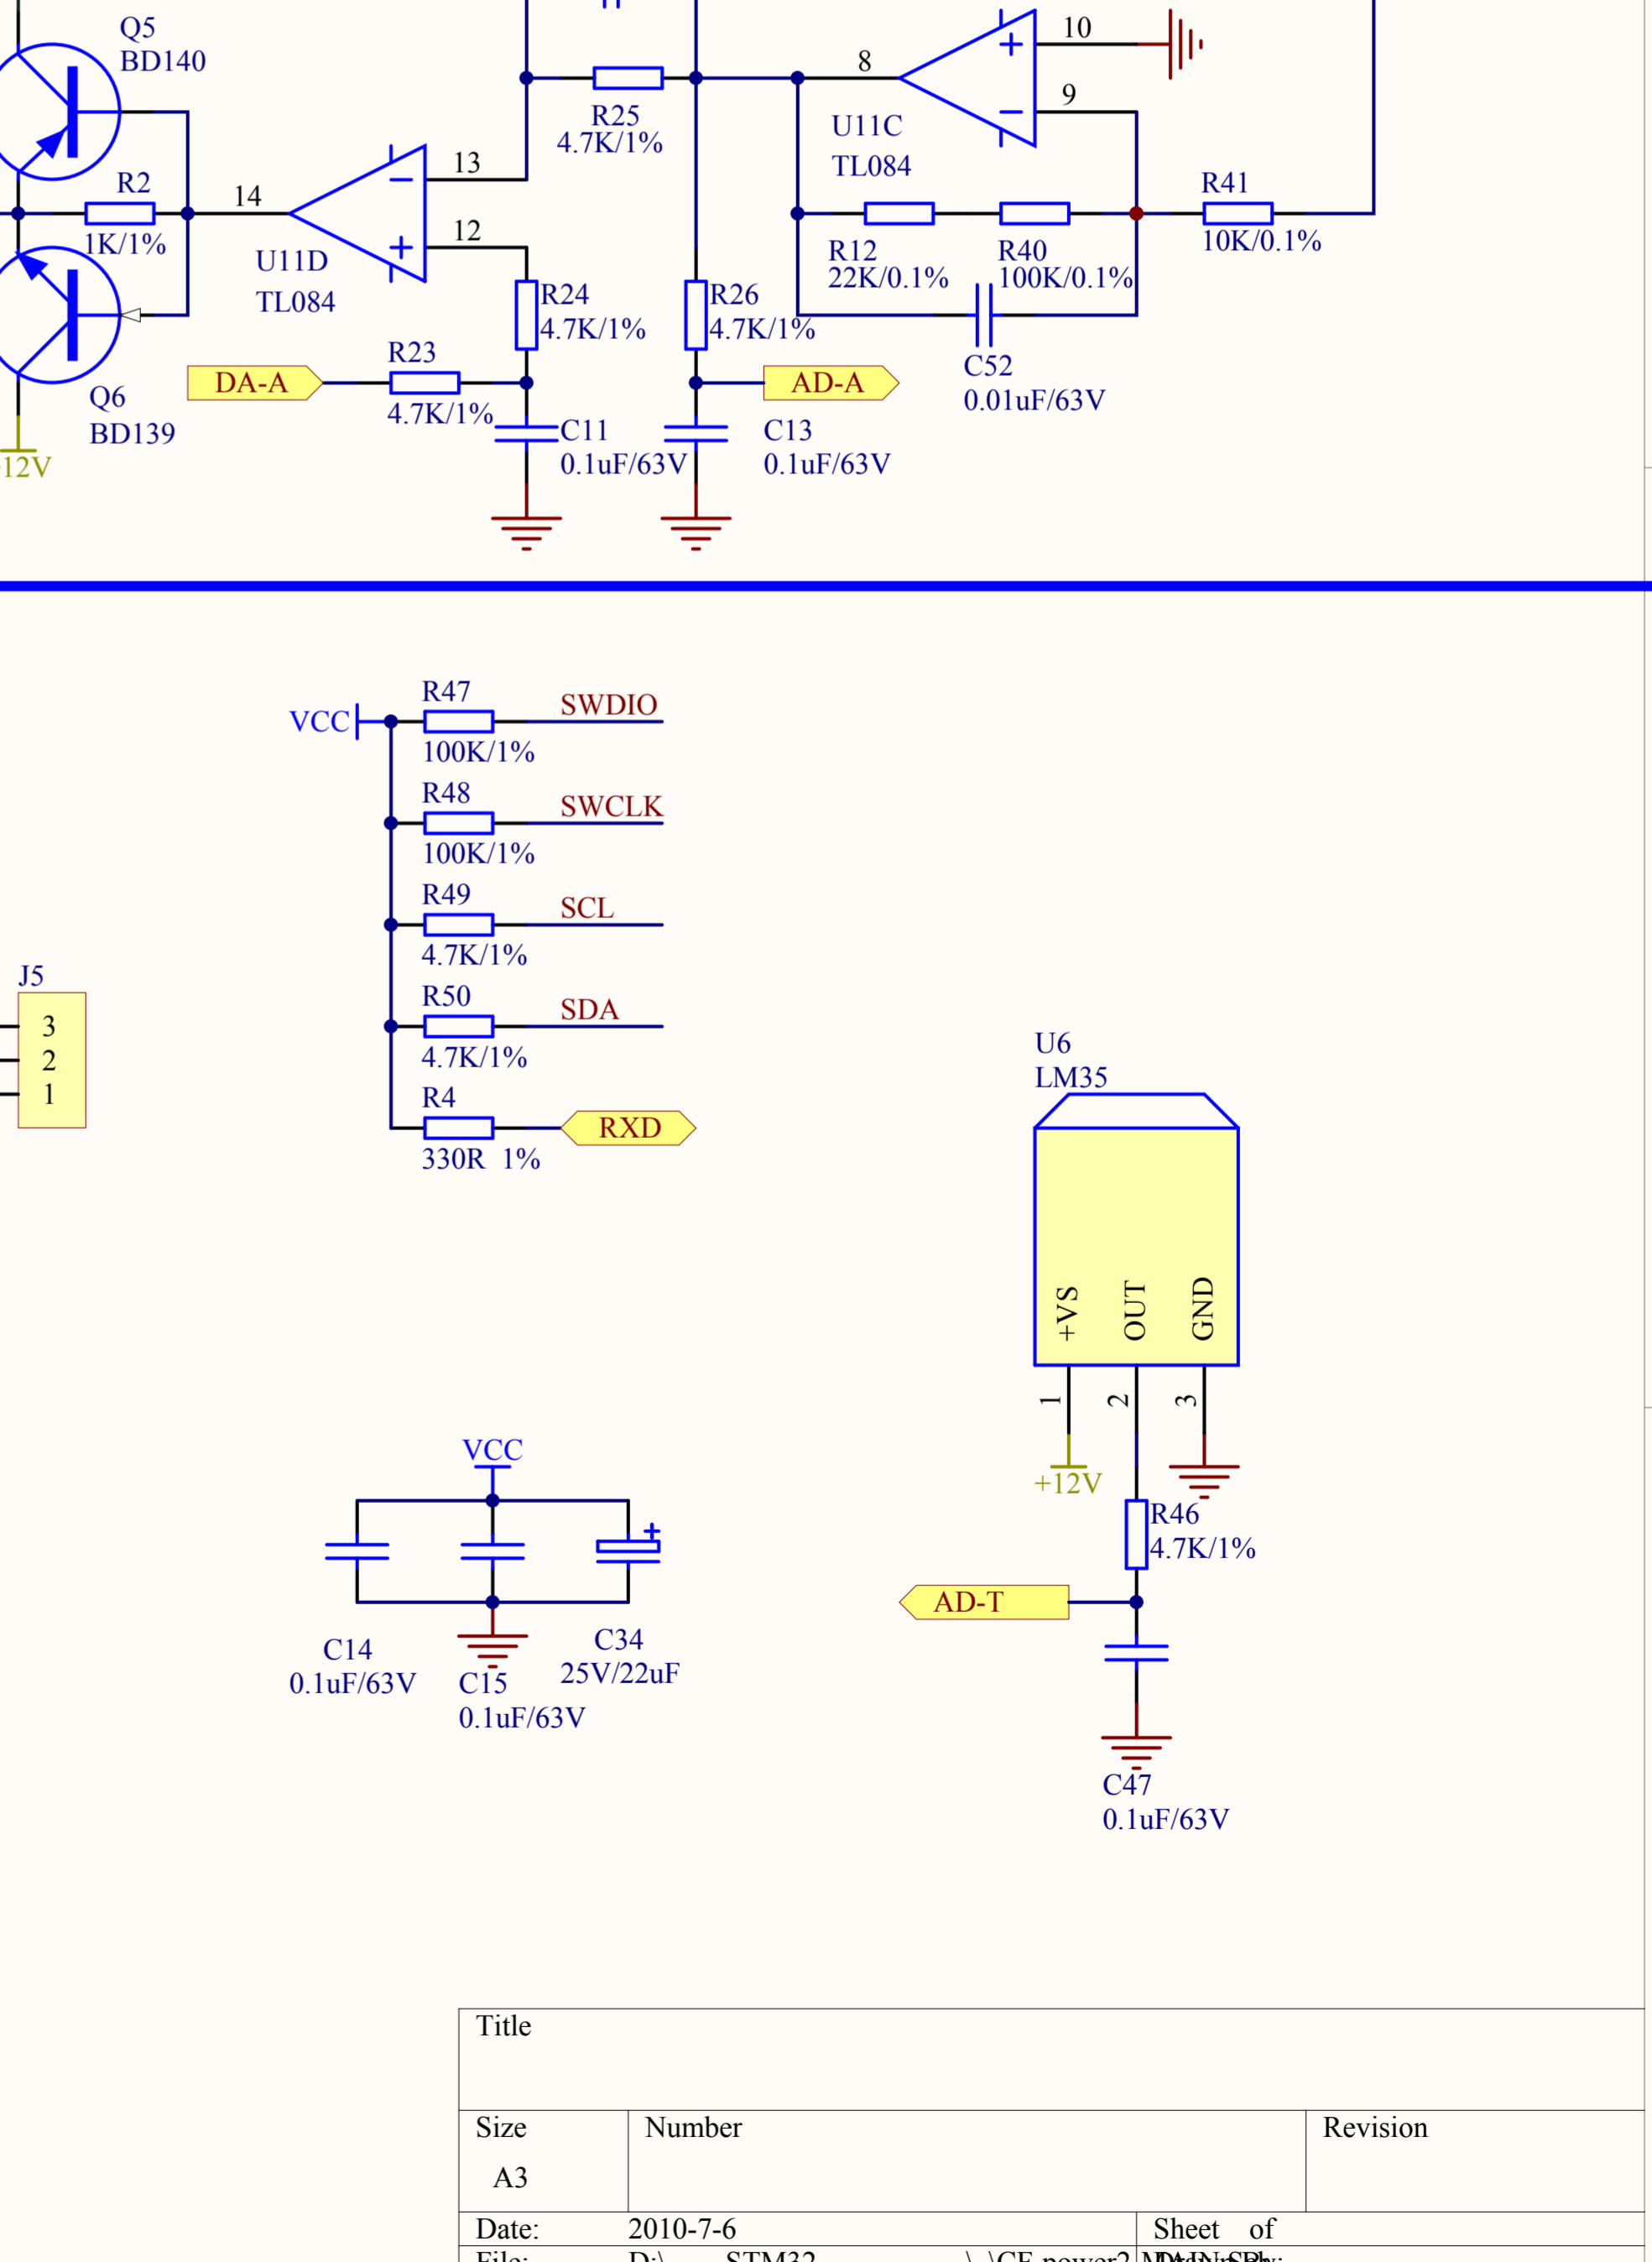 Q5
BD140
10
8
9
R25
4.7K/1%
U11C
TL084
13
R2
14
R41
1K/1%
12
10K/0.1%
U11D
TL084
R12
22K/0.1%
R40
100K/0.1%
R24
4.7K/1%
R26
4.7K/1%
R23
DA-A
AD-A
4.7K/1%
C52
0.01uF/63V
Q6
BD139
C11
0.1uF/63V
C13
0.1uF/63V
12V
VCC
R47
SWDIO
100K/1%
R48
SWCLK
100K/1%
R49
SCL
4.7K/1%
J5
3
2
1
R50
SDA
4.7K/1%
R4
RXD
330R 1%
U6
LM35
+VS
OUT
GND
1
2
3
+12V
R46
4.7K/1%
AD-T
VCC
C14
0.1uF/63V
C15
0.1uF/63V
C34
25V/22uF
C47
0.1uF/63V
Title
Size
Number
Revision
A3
Date:
2010-7-6
Sheet of
File:
D:\
STM32